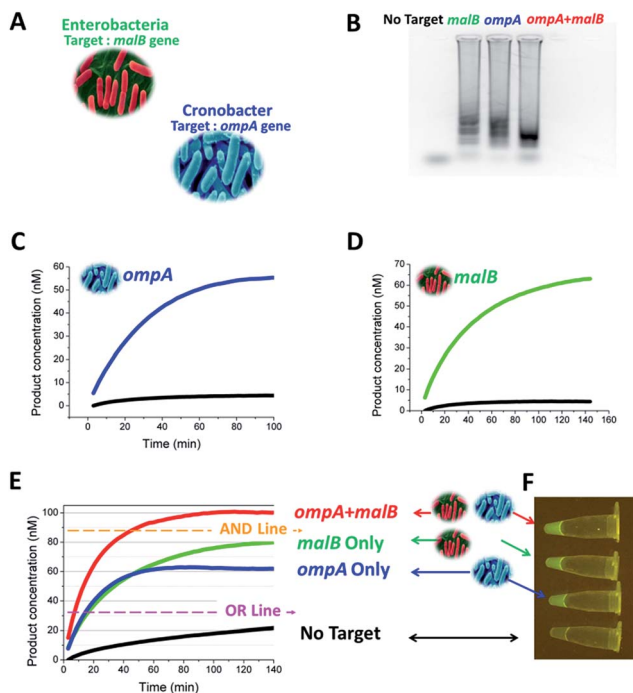 A
Enterobacteria
Target : malB gene
Cronobacter
Target : ompA gene
B
No Target malB ompA ompA+malB
C
ompA
Product concentration (nM)
60
50
40
30
20
10
0
20 40 60 80 100
Time (min)
D
malB
Product concentration (nM)
70
60
50
40
30
20
10
0
0 20 40 60 80 100 120 140 160
Time (min)
E
Product concentration (nM)
100
80
60
40
20
0
AND Line
OR Line
20 40 60 80 100 120 140
Time (min)
ompA+malB
malB Only
ompA Only
No Target
F